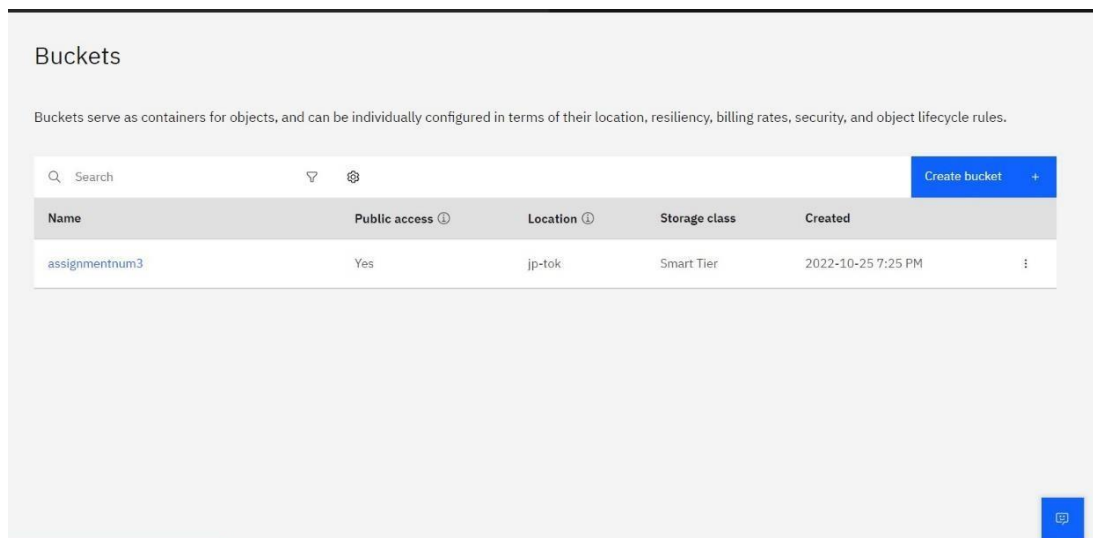 Buckets
Buckets serve as containers for objects, and can be individually configured in terms of their location, resiliency, billing rates, security, and object lifecycle rules.
Search
Create bucket +
Name Public access Location Storage class Created
assignmentnum3 Yes jp-tok Smart Tier 2022-10-25 7:25 PM